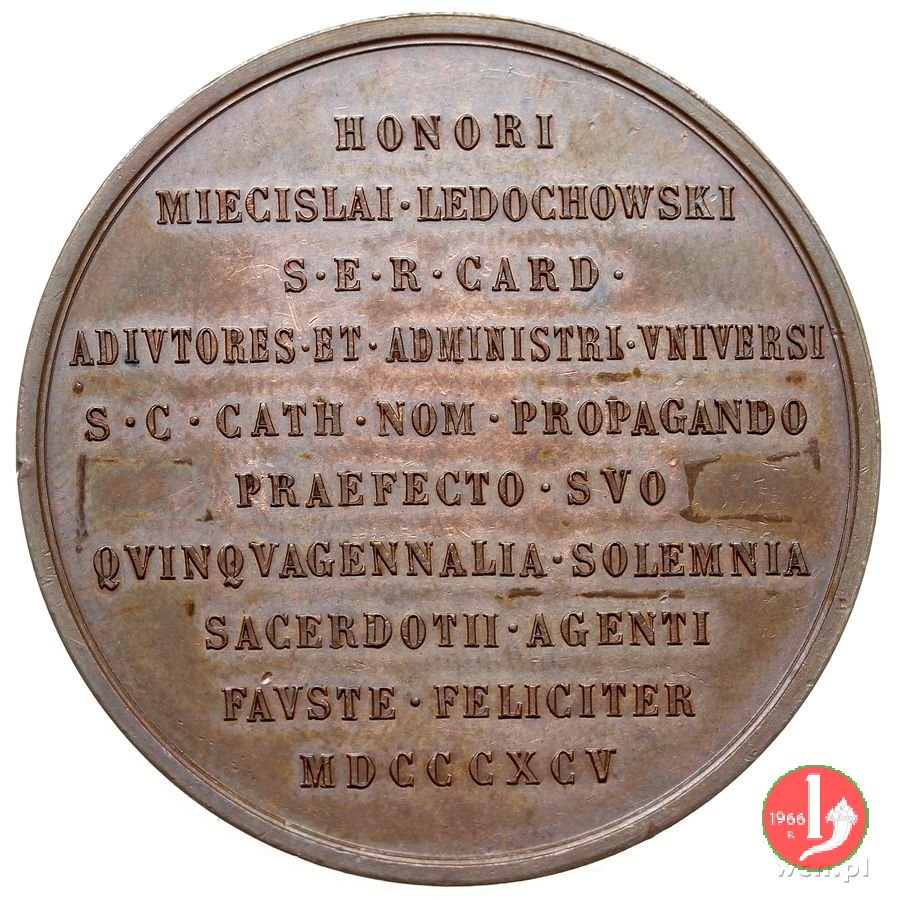 HONORI
MIECISLAI · LEDOCHOWSKI
S · E · R · CARD ·
ADIVTORES · ET · ADMINISTRI · VNIVERSI
S · C · CATH · NOM · PROPAGANDO
PRAEFECTO · SVO
QVINQVAGENNALIA · SOLEMNIA
SACERDOTII · AGENTI
FAVSTE · FELICITER
MDCCCXCV
1966
R
wcn.pl